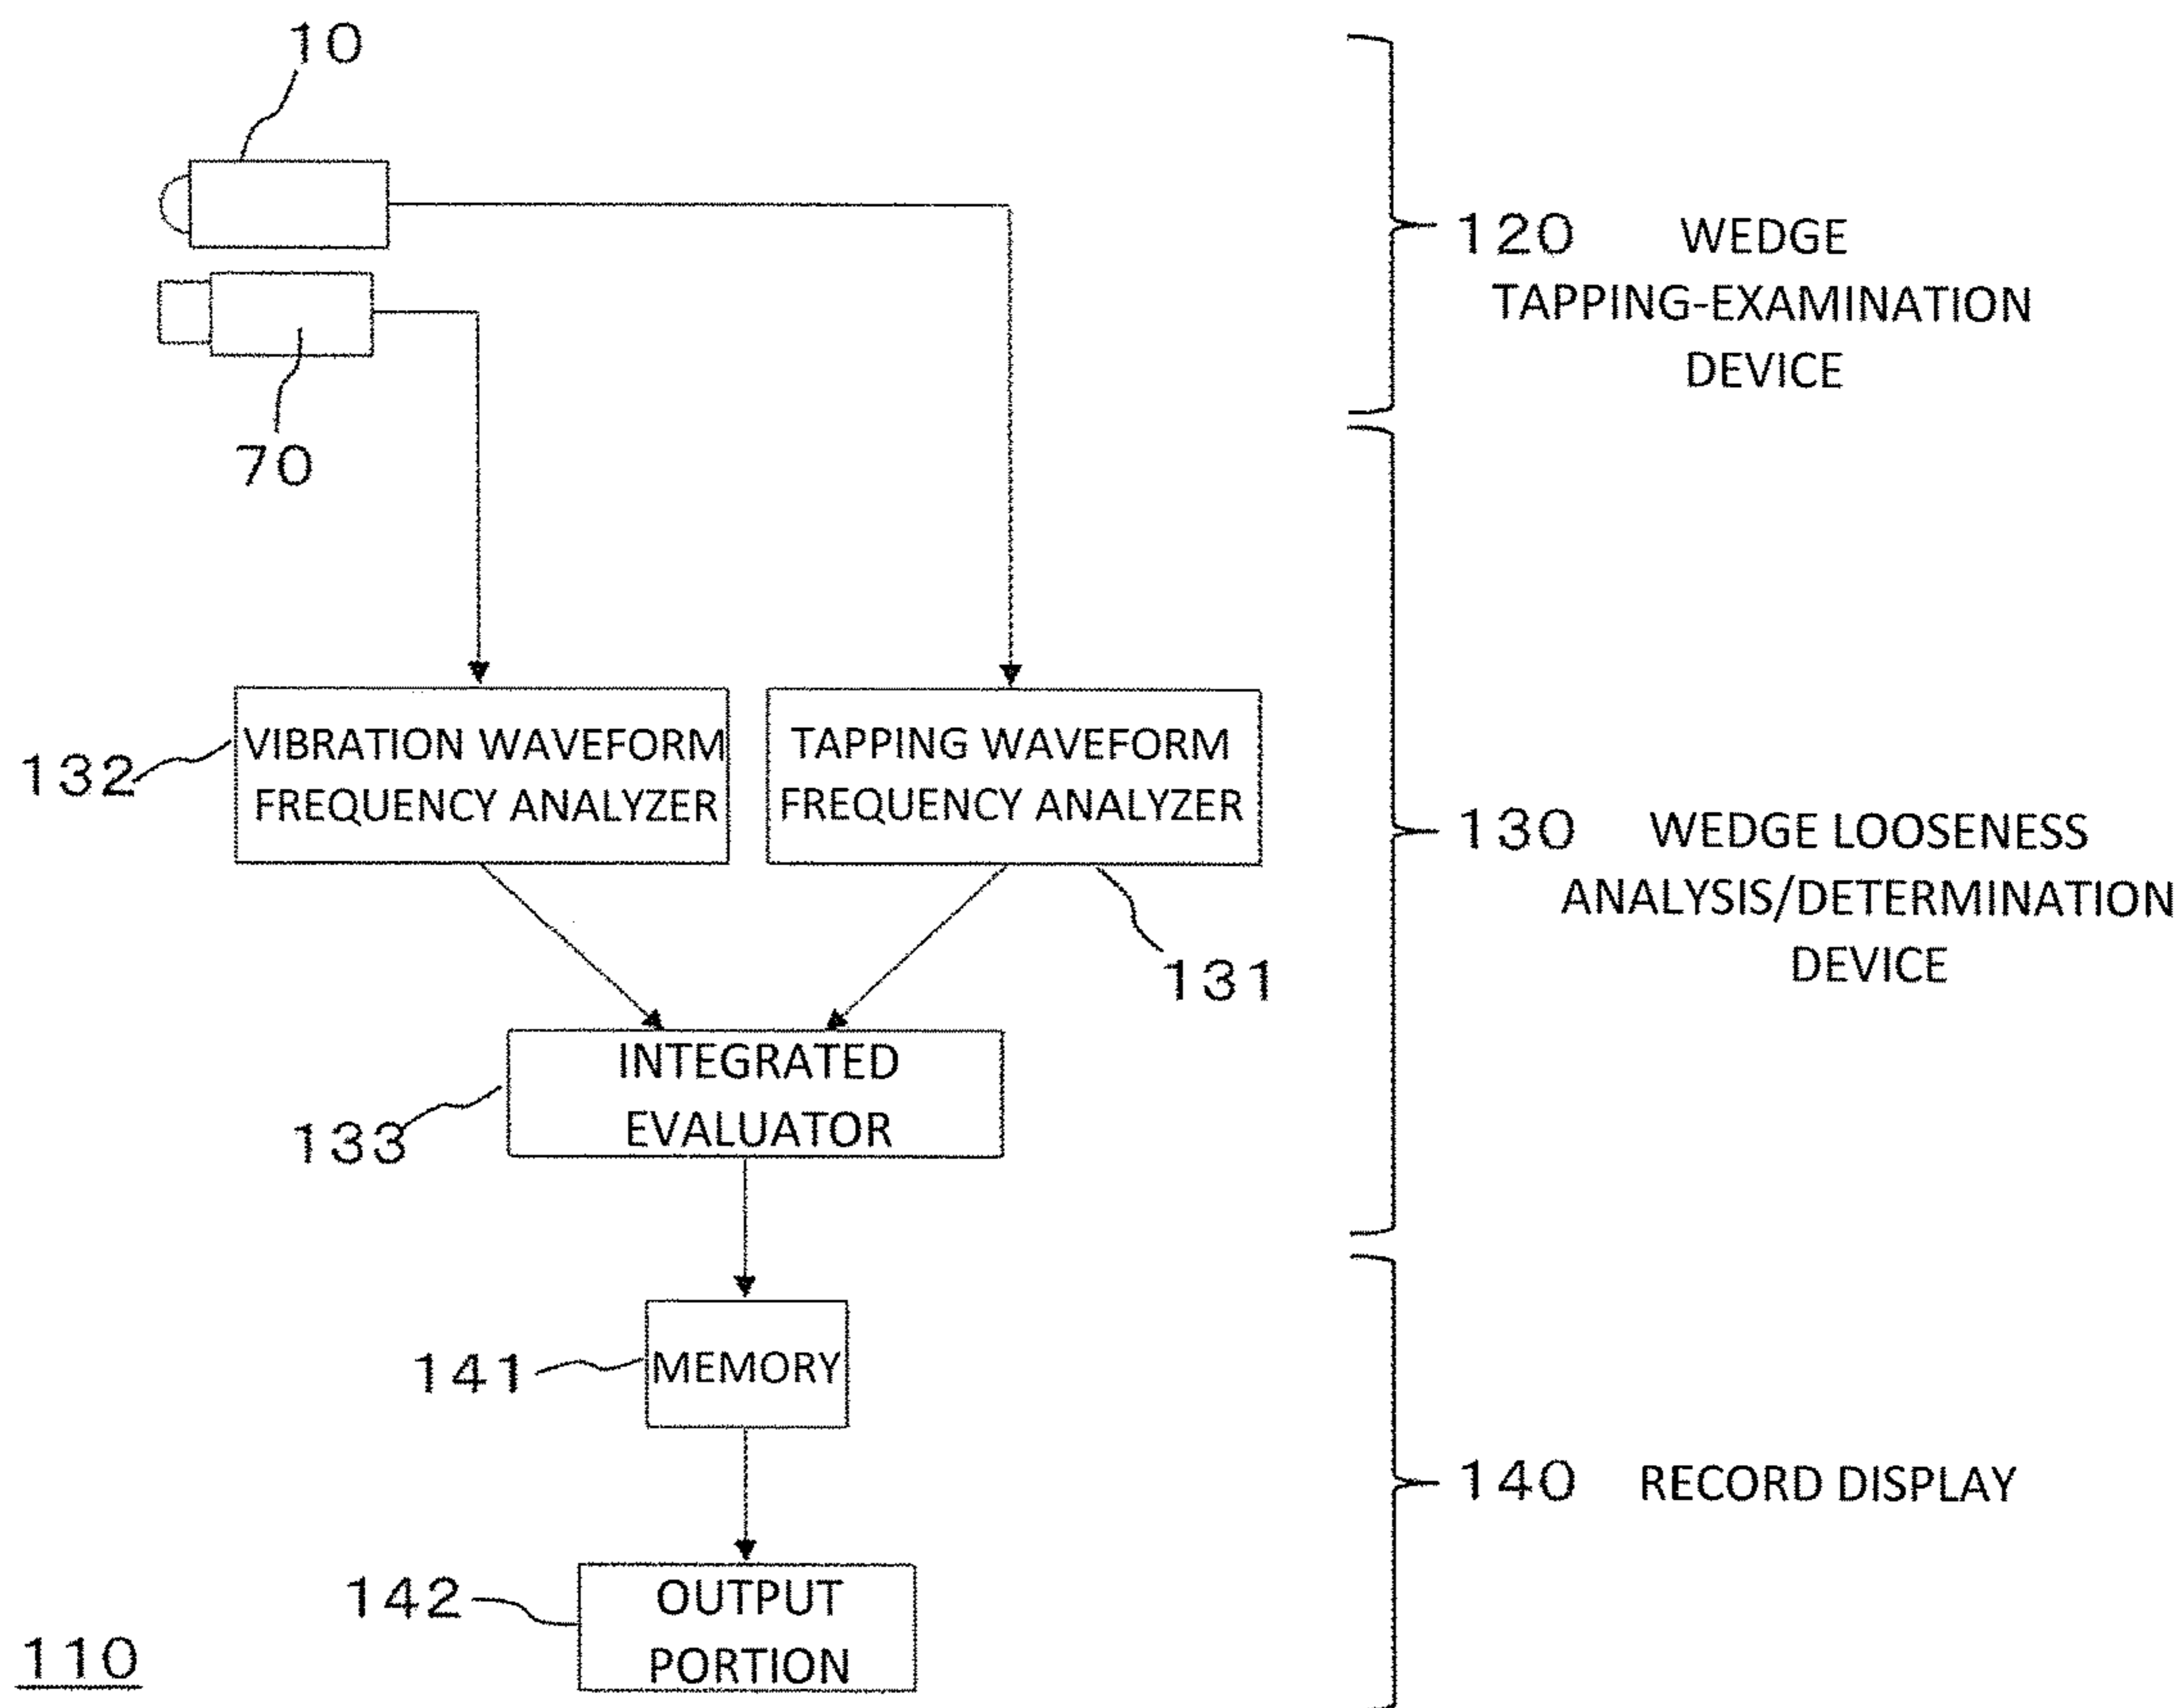 10
120 WEDGE
TAPPING-EXAMINATION
DEVICE
70
132
VIBRATION WAVEFORM
FREQUENCY ANALYZER
TAPPING WAVEFORM
FREQUENCY ANALYZER
131
130 WEDGE LOOSENESS
ANALYSIS/DETERMINATION
DEVICE
133
INTEGRATED
EVALUATOR
141
MEMORY
140 RECORD DISPLAY
142
OUTPUT
PORTION
110